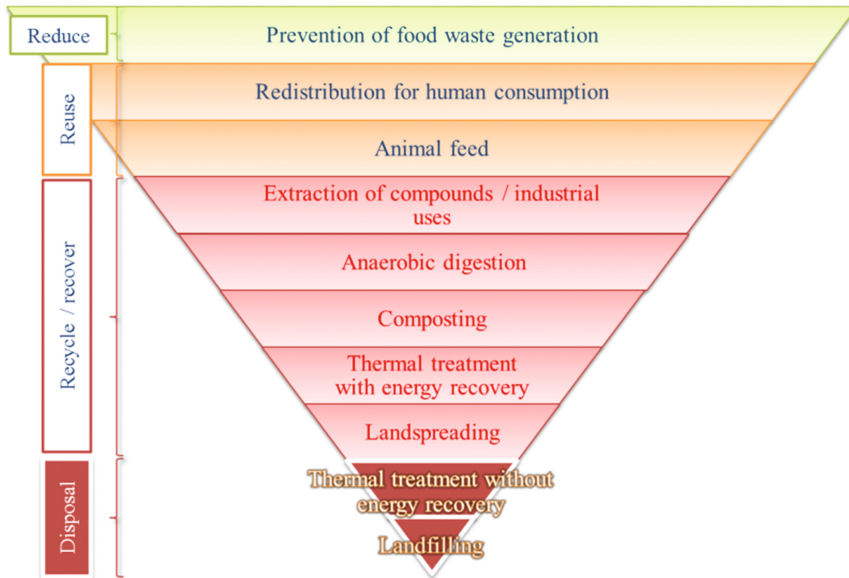 Reduce
Prevention of food waste generation
Reuse
Redistribution for human consumption
Animal feed
Recycle / recover
Extraction of compounds / industrial
uses
Anaerobic digestion
Composting
Thermal treatment
with energy recovery
Landspreading
Disposal
Thermal treatment without
energy recovery
Landfilling